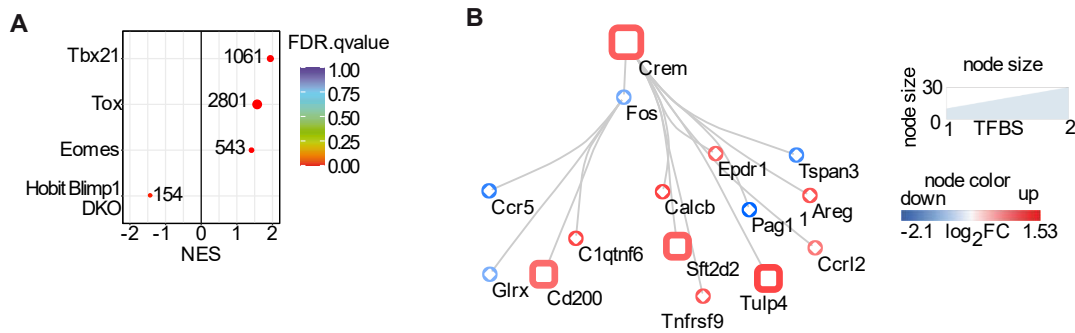 A
Tbx21
Tox
Eomes
Hobit Blimp1
DKO
1061
2801
543
154
-2 -1 0 1 2
NES
FDR.qvalue
1.00
0.75
0.50
0.25
0.00
B
Crem
Fos
Epdr1
Tspan3
Ccr5
Calcb
Pag1 1
Areg
C1qtnf6
Sft2d2
Ccrl2
Glrx
Cd200
Tulp4
Tnfrsf9
node size
node size
30
0
1 TFBS 2
node color
down up
-2.1 log2FC 1.53